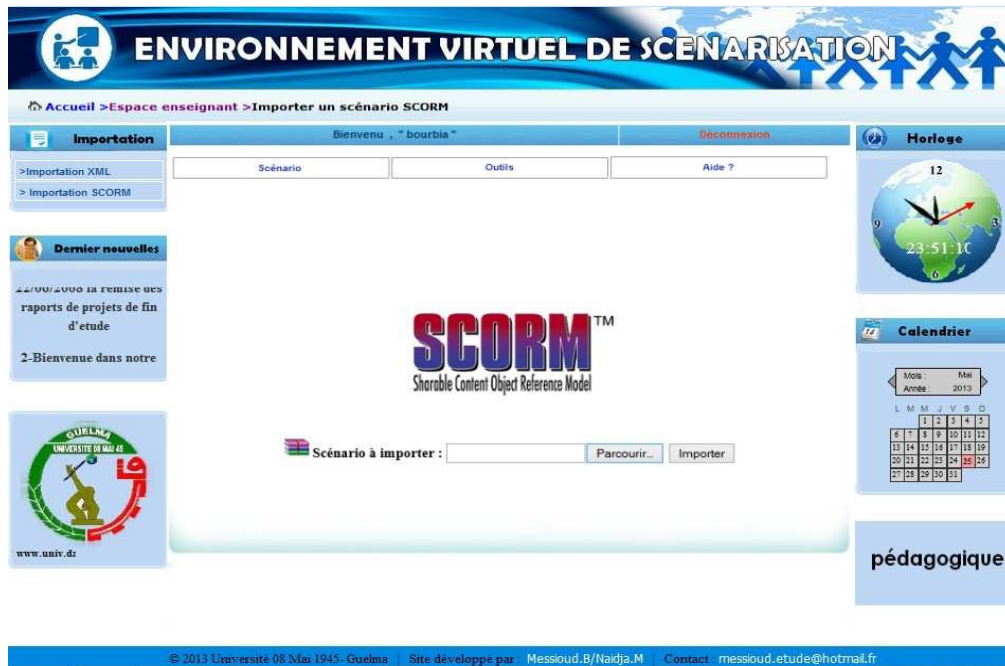 ENVIRONNEMENT VIRTUEL DE SCENARISATION
Accueil >Espace enseignant >Importer un scénario SCORM
Importation
>Importation XML
> Importation SCORM
Dernier nouvelles
22/06/2008 la remise des
raports de projets de fin
d'etude
2-Bienvenue dans notre
GUELMA
UNIVERSITE 08 MAI 45
www.univ.dz
Bienvenu , " bourbia "
Déconnexion
Scénario
Outils
Aide ?
SCORM™
Sharable Content Object Reference Model
Scénario à importer :
Parcourir...
Importer
Horloge
12
9
3
23:51:10
6
Calendrier
14
Mois : Mai
Année : 2013
L M M J V S D
1 2 3 4 5
6 7 8 9 10 11 12
13 14 15 16 17 18 19
20 21 22 23 24 25 26
27 28 29 30 31
pédagogique
© 2013 Université 08 Mai 1945- Guelma | Site développé par : Messioud.B/Naidja.M | Contact : messioud.etude@hotmail.fr